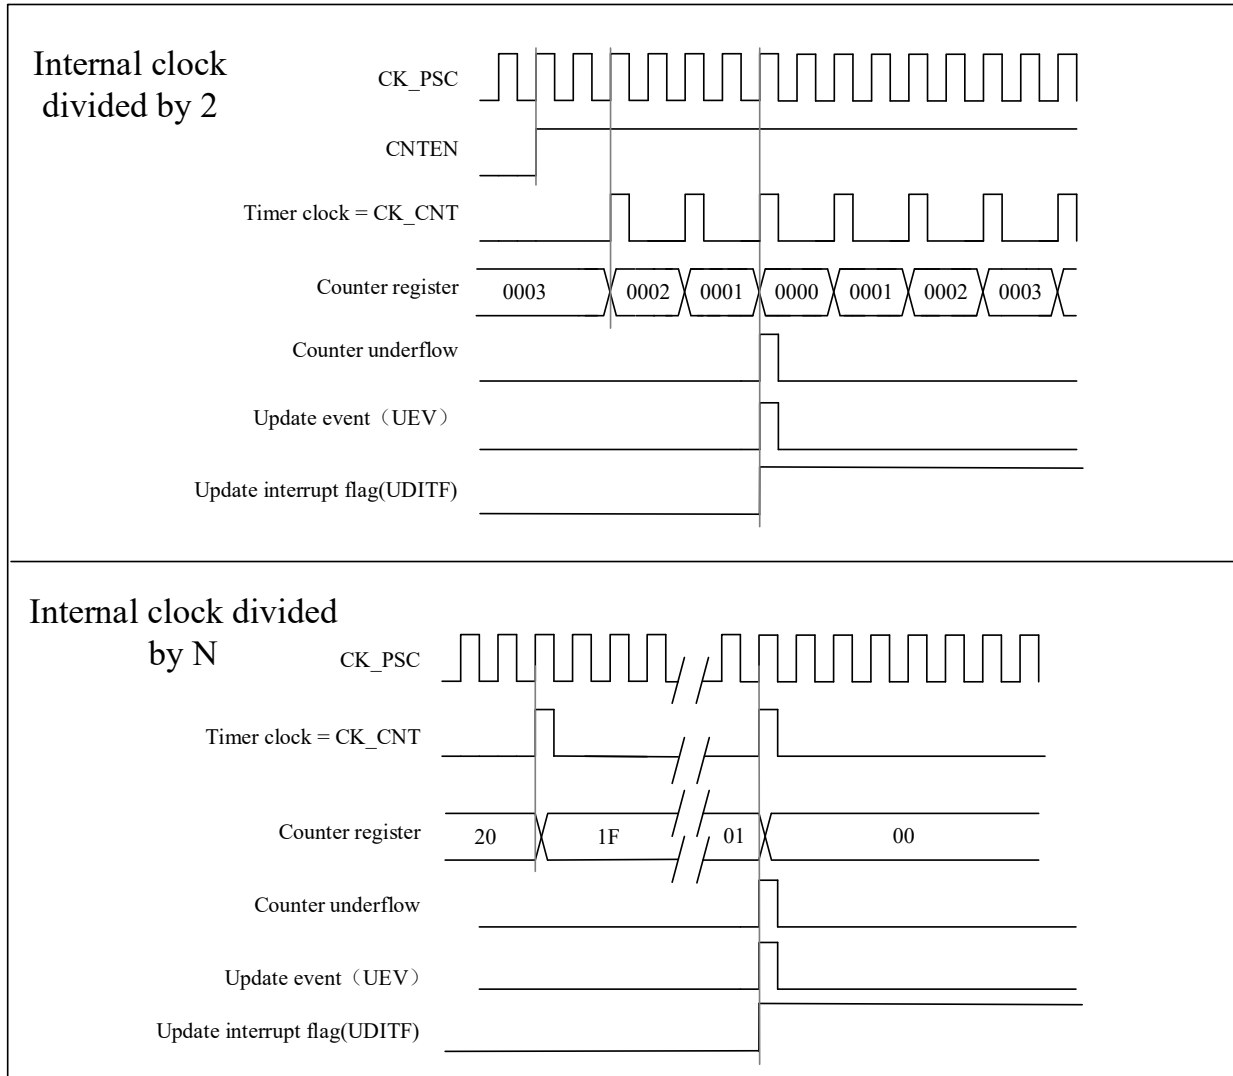 Internal clock
divided by 2
CK_PSC
CNTEN
Timer clock = CK_CNT
Counter register
0003 0002 0001 0000 0001 0002 0003
Counter underflow
Update event（UEV）
Update interrupt flag(UDITF)
Internal clock divided
by N
CK_PSC
Timer clock = CK_CNT
Counter register
20 1F 01 00
Counter underflow
Update event（UEV）
Update interrupt flag(UDITF)